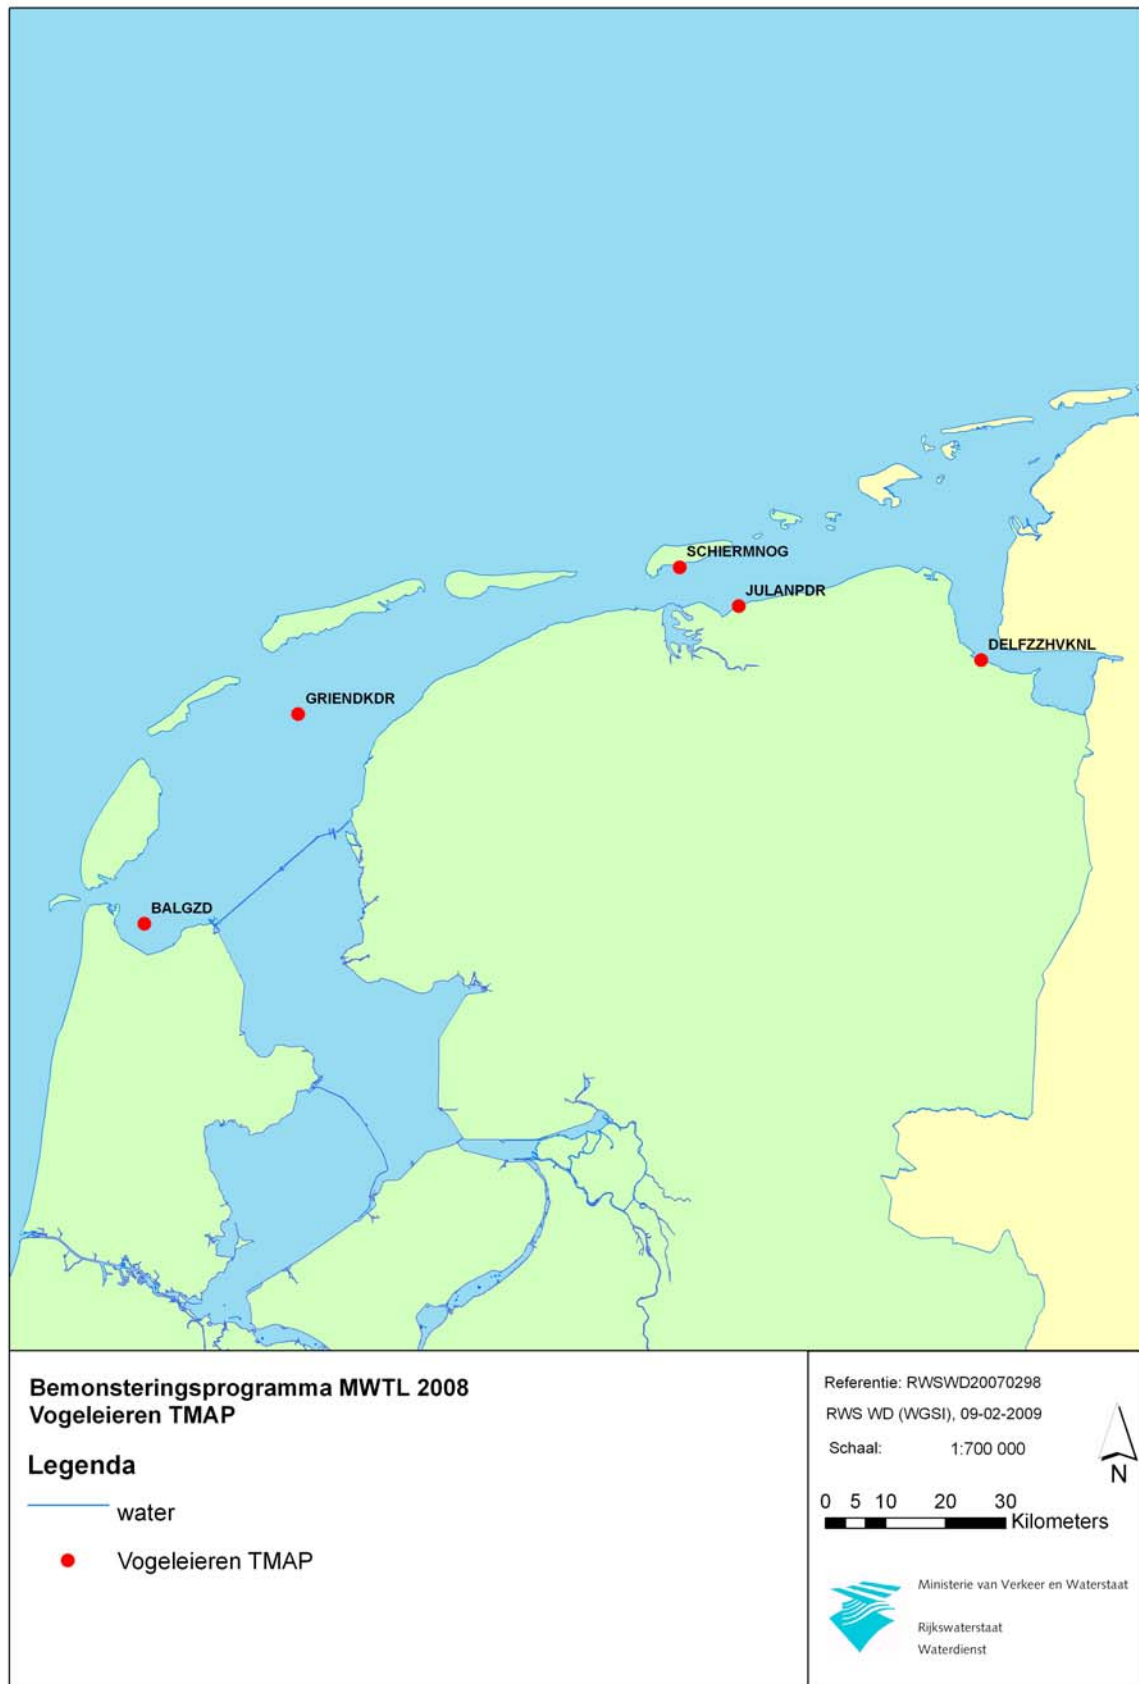 SCHIERMNOG
JULANPDR
DELFZZHVKNL
GRIENDKDR
BALGZD
Bemonsteringsprogramma MWTL 2008
Vogeleieren TMAP
Legenda
water
Vogeleieren TMAP
Referentie: RWSWD20070298
RWS WD (WGSI), 09-02-2009
Schaal: 1:700 000
N
0 5 10 20 30
Kilometers
Ministerie van Verkeer en Waterstaat
Rijkswaterstaat
Waterdienst